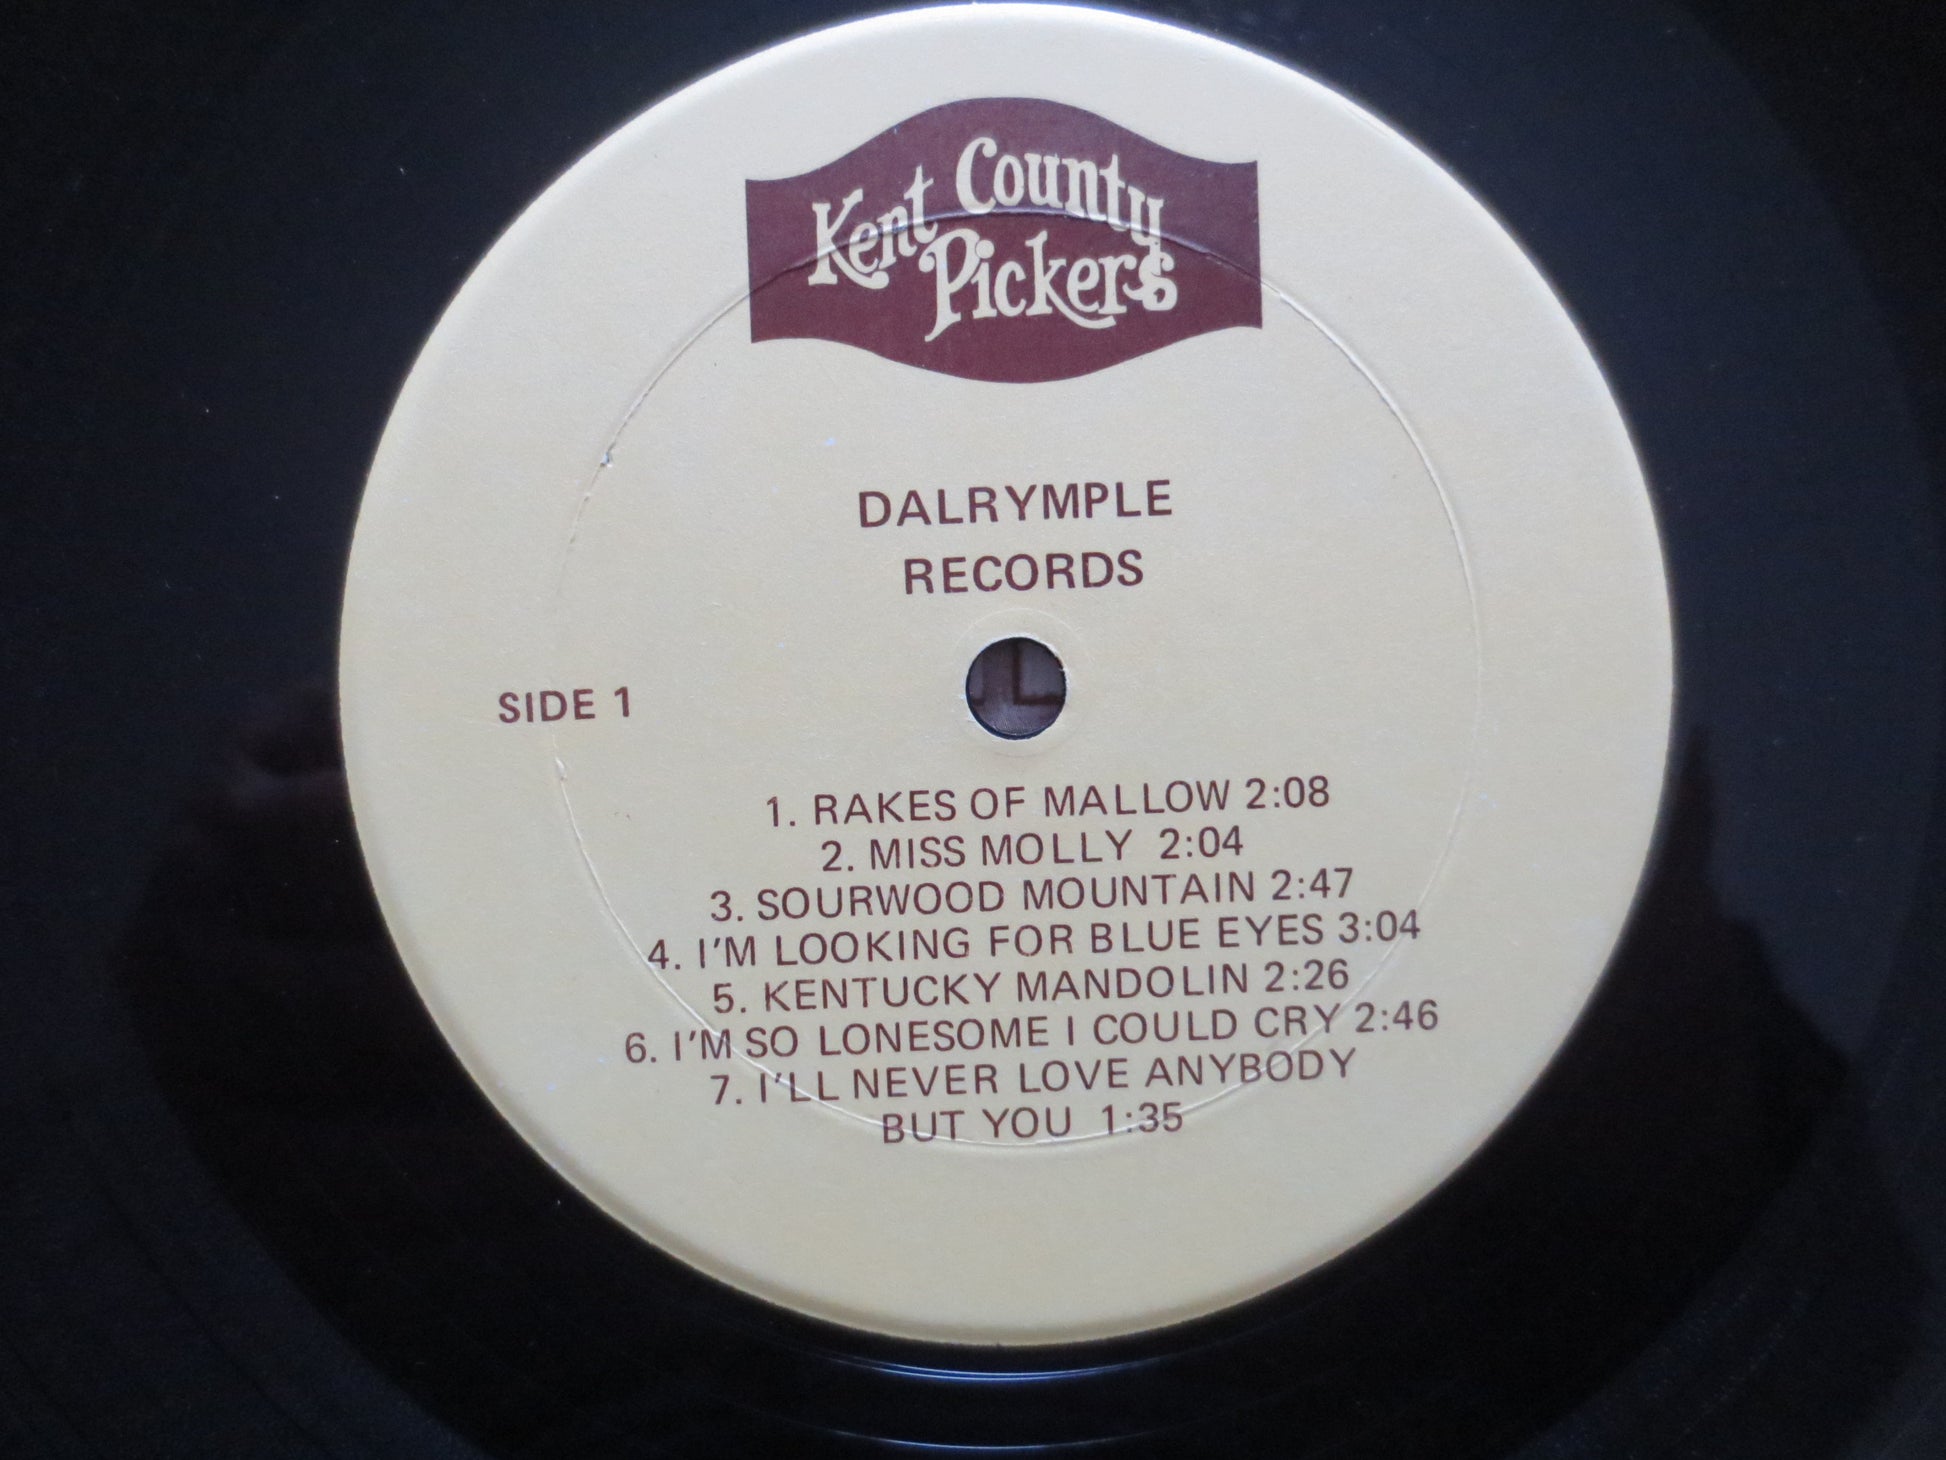 Kent County
Pickers
DALRYMPLE
RECORDS
SIDE 1
1. RAKES OF MALLOW 2:08
2. MISS MOLLY 2:04
3. SOURWOOD MOUNTAIN 2:47
4. I'M LOOKING FOR BLUE EYES 3:04
5. KENTUCKY MANDOLIN 2:26
6. I'M SO LONESOME I COULD CRY 2:46
7. I'LL NEVER LOVE ANYBODY
BUT YOU 1:35